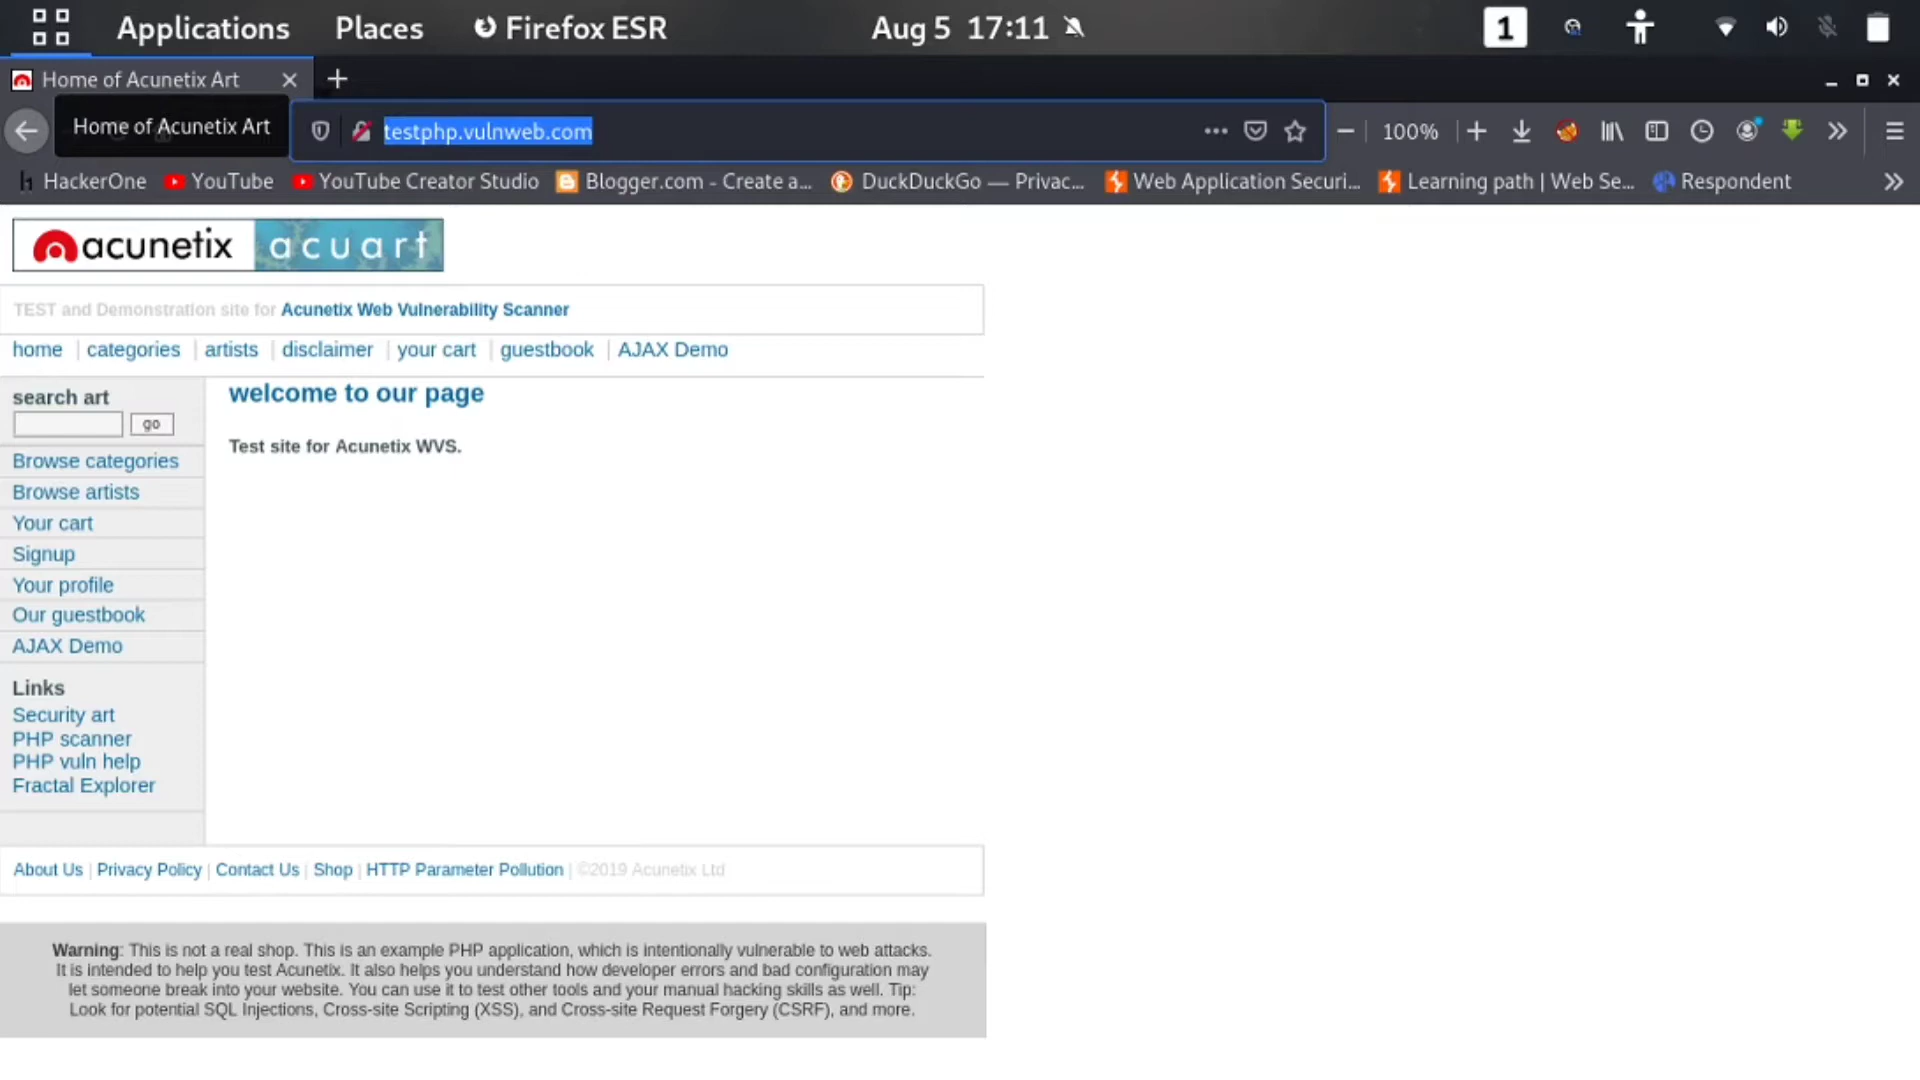 Applications Places Firefox ESR Aug 5 17:11 1
Home of Acunetix Art
Home of Acunetix Art testphp.vulnweb.com 100%
HackerOne YouTube YouTube Creator Studio Blogger.com - Create a... DuckDuckGo — Privac... Web Application Securi... Learning path | Web Se... Respondent
acunetix acuart
TEST and Demonstration site for Acunetix Web Vulnerability Scanner
home | categories | artists | disclaimer | your cart | guestbook | AJAX Demo
search art
go
welcome to our page
Test site for Acunetix WVS.
Browse categories
Browse artists
Your cart
Signup
Your profile
Our guestbook
AJAX Demo
Links
Security art
PHP scanner
PHP vuln help
Fractal Explorer
About Us | Privacy Policy | Contact Us | Shop | HTTP Parameter Pollution | ©2019 Acunetix Ltd
Warning: This is not a real shop. This is an example PHP application, which is intentionally vulnerable to web attacks.
It is intended to help you test Acunetix. It also helps you understand how developer errors and bad configuration may
let someone break into your website. You can use it to test other tools and your manual hacking skills as well. Tip:
Look for potential SQL Injections, Cross-site Scripting (XSS), and Cross-site Request Forgery (CSRF), and more.